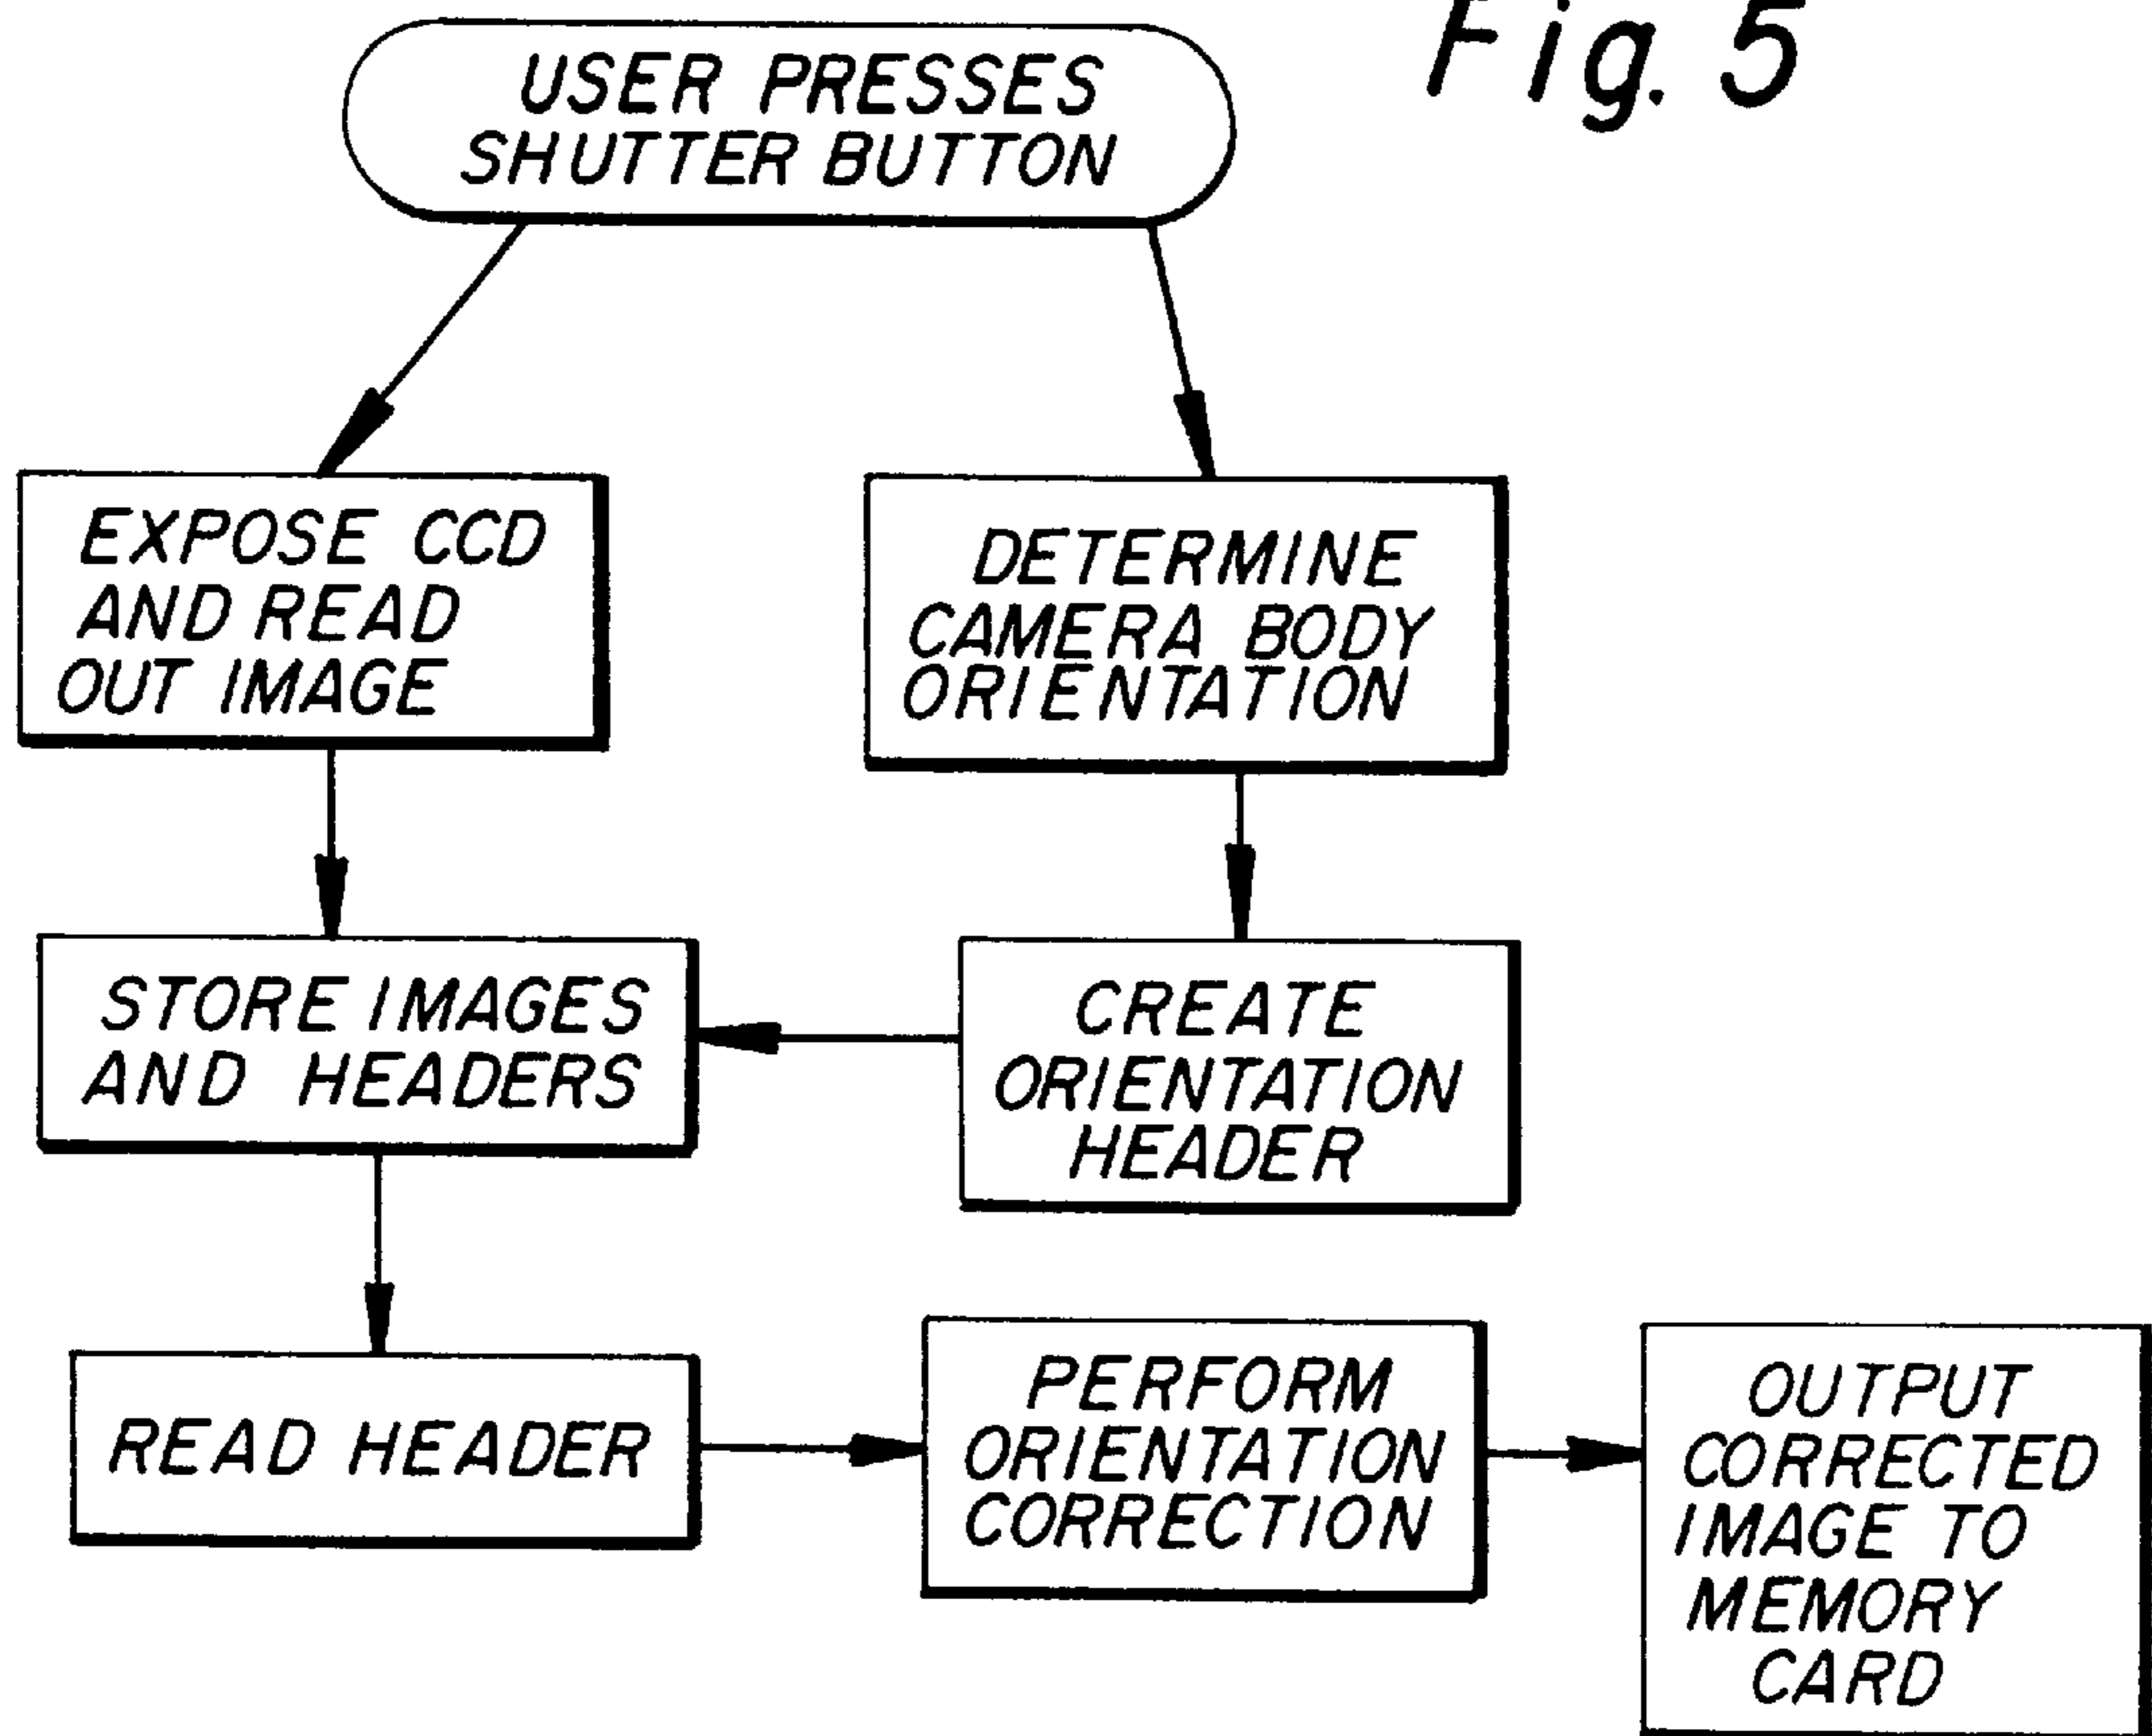 Fig. 5
USER PRESSES
SHUTTER BUTTON
EXPOSE CCD
AND READ
OUT IMAGE
DETERMINE
CAMERA BODY
ORIENTATION
STORE IMAGES
AND HEADERS
CREATE
ORIENTATION
HEADER
READ HEADER
PERFORM
ORIENTATION
CORRECTION
OUTPUT
CORRECTED
IMAGE TO
MEMORY
CARD